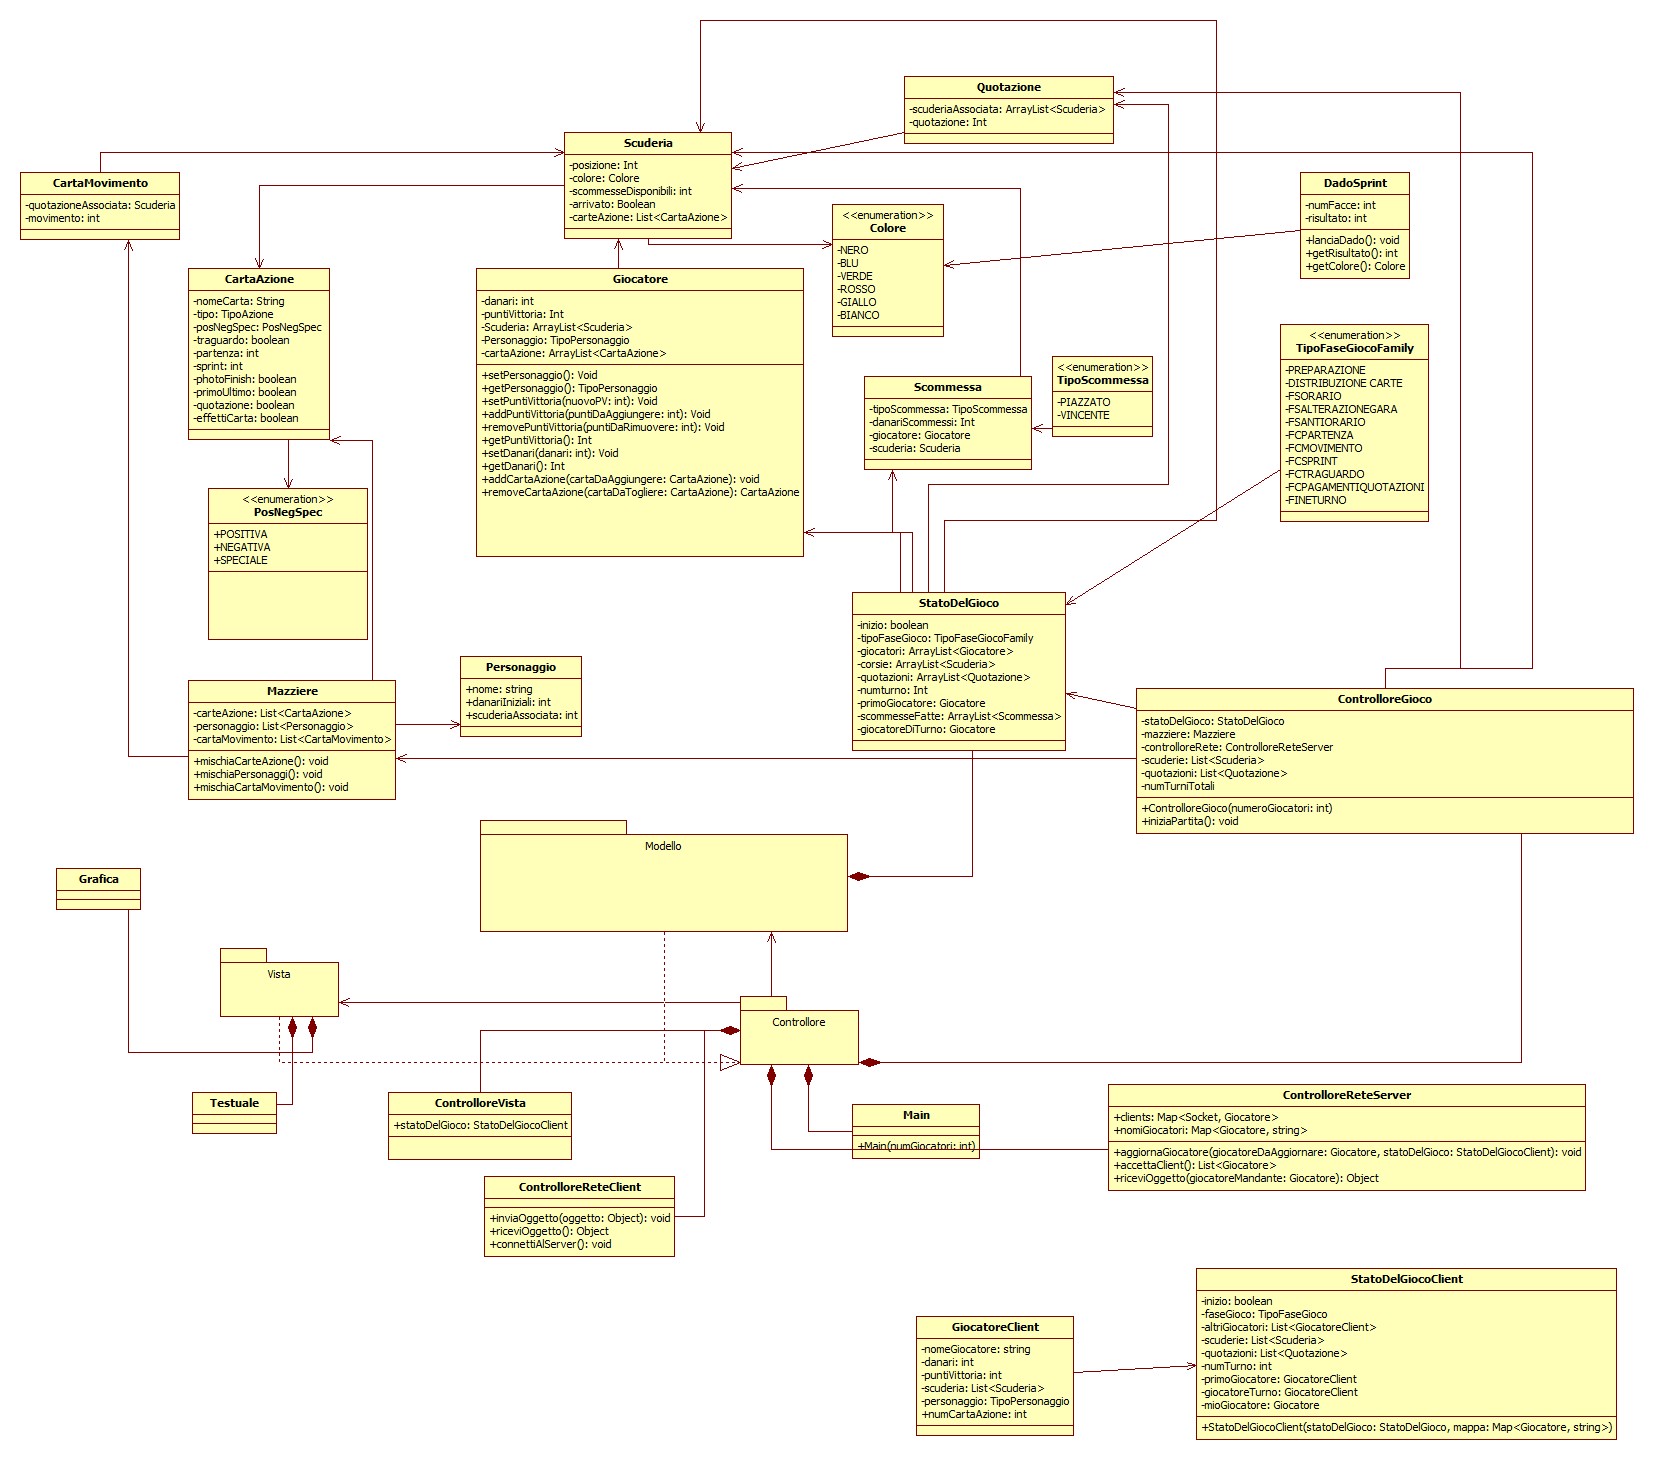 Quotazione
-scuderiaAssociata: ArrayList<Scuderia>
-quotazione: Int
Scuderia
-posizione: Int
-colore: Colore
-scommesseDisponibili: int
-arrivato: Boolean
-carteAzione: List<CartaAzione>
CartaMovimento
-quotazioneAssociata: Scuderia
-movimento: int
DadoSprint
-numFacce: int
-risultato: int
+lanciaDado(): void
+getRisultato(): int
+getColore(): Colore
<<enumeration>>
Colore
-NERO
-BLU
-VERDE
-ROSSO
-GIALLO
-BIANCO
CartaAzione
-nomeCarta: String
-tipo: TipoAzione
-posNegSpec: PosNegSpec
-traguardo: boolean
-partenza: int
-sprint: int
-photoFinish: boolean
-primoUltimo: boolean
-quotazione: boolean
-effettiCarta: boolean
Giocatore
-danari: int
-puntiVittoria: Int
-Scuderia: ArrayList<Scuderia>
-Personaggio: TipoPersonaggio
-cartaAzione: ArrayList<CartaAzione>
+setPersonaggio(): Void
+getPersonaggio(): TipoPersonaggio
+setPuntiVittoria(nuovoPV: int): Void
+addPuntiVittoria(puntiDaAggiungere: int): Void
+removePuntiVittoria(puntiDaRimuovere: int): Void
+getPuntiVittoria(): Int
+setDanari(danari: int): Void
+getDanari(): Int
+addCartaAzione(cartaDaAggiungere: CartaAzione): void
+removeCartaAzione(cartaDaTogliere: CartaAzione): CartaAzione
<<enumeration>>
TipoFaseGiocoFamily
-PREPARAZIONE
-DISTRIBUZIONE CARTE
-FSORARIO
-FSALTERAZIONEGARA
-FSANTIORARIO
-FCPARTENZA
-FCMOVIMENTO
-FCSPRINT
-FCTRAGUARDO
-FCPAGAMENTIQUOTAZIONI
-FINETURNO
<<enumeration>>
TipoScommessa
-PIAZZATO
-VINCENTE
Scommessa
-tipoScommessa: TipoScommessa
-danariScommessi: Int
-giocatore: Giocatore
-scuderia: Scuderia
<<enumeration>>
PosNegSpec
+POSITIVA
+NEGATIVA
+SPECIALE
StatoDelGioco
-inizio: boolean
-tipoFaseGioco: TipoFaseGiocoFamily
-giocatori: ArrayList<Giocatore>
-corsie: ArrayList<Scuderia>
-quotazioni: ArrayList<Quotazione>
-numturno: Int
-primoGiocatore: Giocatore
-scommesseFatte: ArrayList<Scommessa>
-giocatoreDiTurno: Giocatore
Personaggio
+nome: string
+danariIniziali: int
+scuderiaAssociata: int
Mazziere
-carteAzione: List<CartaAzione>
-personaggio: List<Personaggio>
-cartaMovimento: List<CartaMovimento>
+mischiaCarteAzione(): void
+mischiaPersonaggi(): void
+mischiaCartaMovimento(): void
ControlloreGioco
-statoDelGioco: StatoDelGioco
-mazziere: Mazziere
-controlloreRete: ControlloreReteServer
-scuderie: List<Scuderia>
-quotazioni: List<Quotazione>
-numTurniTotali
+ControlloreGioco(numeroGiocatori: int)
+iniziaPartita(): void
Modello
Grafica
Vista
Controllore
Testuale
ControlloreVista
+statoDelGioco: StatoDelGiocoClient
Main
+Main(numGiocatori: int)
ControlloreReteServer
+clients: Map<Socket, Giocatore>
+nomiGiocatori: Map<Giocatore, string>
+aggiornaGiocatore(giocatoreDaAggiornare: Giocatore, statoDelGioco: StatoDelGiocoClient): void
+accettaClient(): List<Giocatore>
+riceviOggetto(giocatoreMandante: Giocatore): Object
ControlloreReteClient
+inviaOggetto(oggetto: Object): void
+riceviOggetto(): Object
+connettiAlServer(): void
StatoDelGiocoClient
-inizio: boolean
-faseGioco: TipoFaseGioco
-altriGiocatori: List<GiocatoreClient>
-scuderie: List<Scuderia>
-quotazioni: List<Quotazione>
-numTurno: int
-primoGiocatore: GiocatoreClient
-giocatoreTurno: GiocatoreClient
-mioGiocatore: Giocatore
+StatoDelGiocoClient(statoDelGioco: StatoDelGioco, mappa: Map<Giocatore, string>)
GiocatoreClient
-nomeGiocatore: string
-danari: int
-puntiVittoria: int
-scuderia: List<Scuderia>
-personaggio: TipoPersonaggio
+numCartaAzione: int